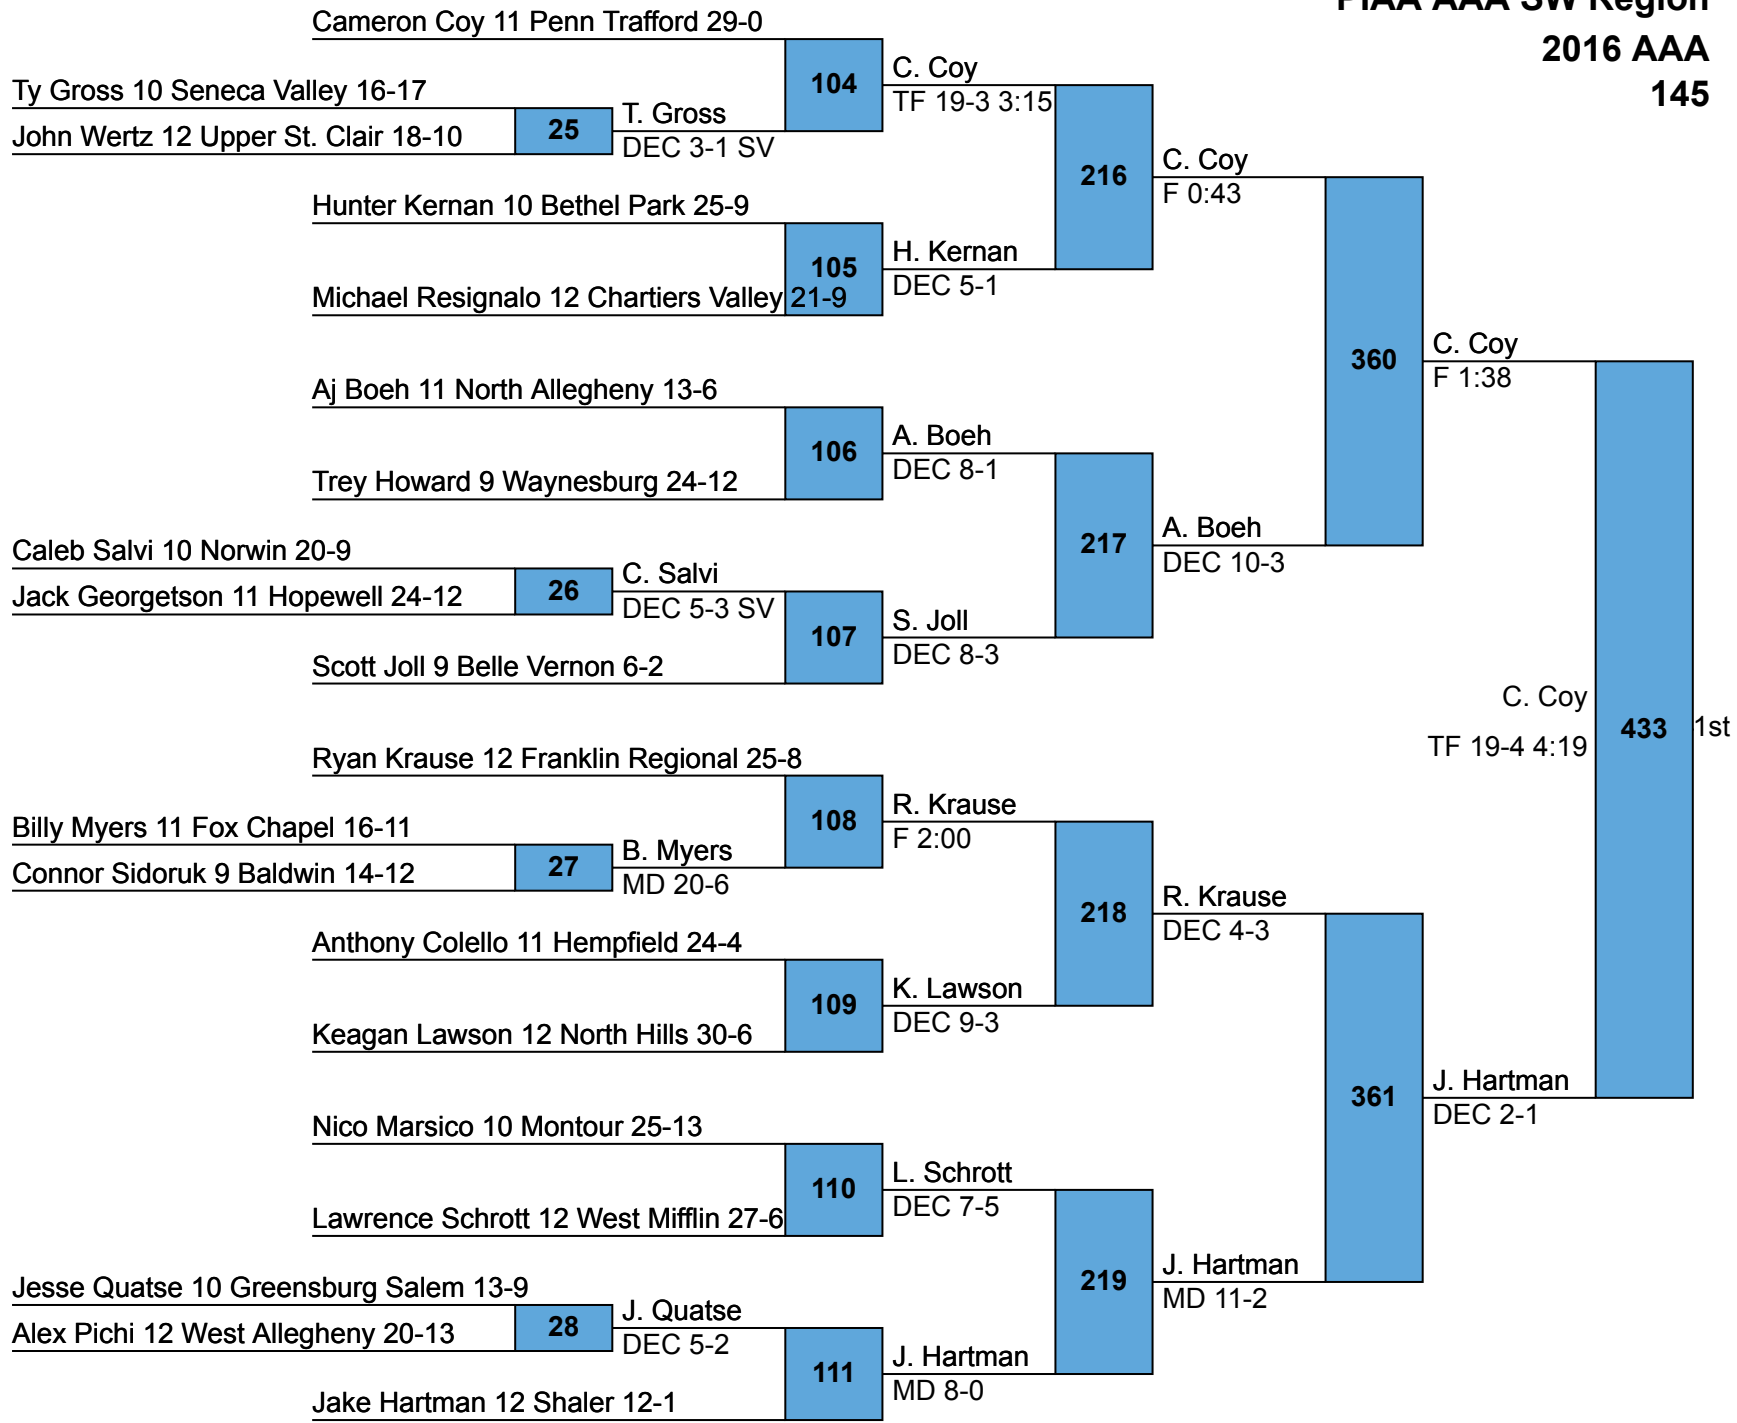 PIAA AAA SW Region
2016 AAA
145
Cameron Coy 11 Penn Trafford 29-0
104
C. Coy
TF 19-3 3:15
Ty Gross 10 Seneca Valley 16-17
25
T. Gross
DEC 3-1 SV
John Wertz 12 Upper St. Clair 18-10
216
C. Coy
F 0:43
Hunter Kernan 10 Bethel Park 25-9
105
H. Kernan
DEC 5-1
Michael Resignalo 12 Chartiers Valley 21-9
360
C. Coy
F 1:38
Aj Boeh 11 North Allegheny 13-6
106
A. Boeh
DEC 8-1
Trey Howard 9 Waynesburg 24-12
217
A. Boeh
DEC 10-3
Caleb Salvi 10 Norwin 20-9
26
C. Salvi
DEC 5-3 SV
Jack Georgetson 11 Hopewell 24-12
107
S. Joll
DEC 8-3
Scott Joll 9 Belle Vernon 6-2
C. Coy
TF 19-4 4:19
433
1st
Ryan Krause 12 Franklin Regional 25-8
108
R. Krause
F 2:00
Billy Myers 11 Fox Chapel 16-11
27
B. Myers
MD 20-6
Connor Sidoruk 9 Baldwin 14-12
218
R. Krause
DEC 4-3
Anthony Colello 11 Hempfield 24-4
109
K. Lawson
DEC 9-3
Keagan Lawson 12 North Hills 30-6
361
J. Hartman
DEC 2-1
Nico Marsico 10 Montour 25-13
110
L. Schrott
DEC 7-5
Lawrence Schrott 12 West Mifflin 27-6
219
J. Hartman
MD 11-2
Jesse Quatse 10 Greensburg Salem 13-9
28
J. Quatse
DEC 5-2
Alex Pichi 12 West Allegheny 20-13
111
J. Hartman
MD 8-0
Jake Hartman 12 Shaler 12-1